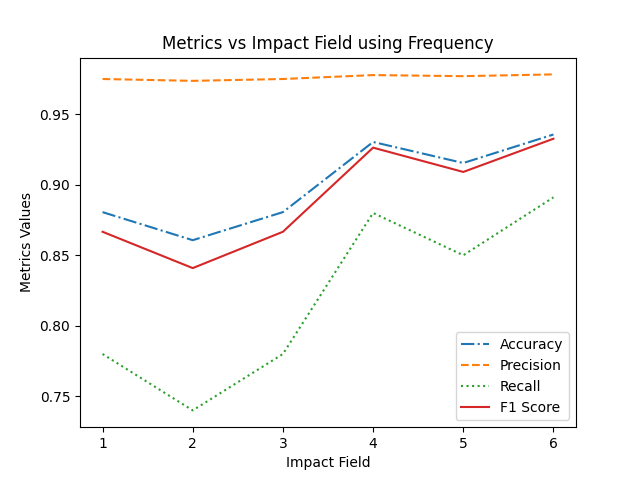 Metrics vs Impact Field using Frequency
Metrics Values
0.95
0.90
0.85
0.80
0.75
1 2 3 4 5 6
Impact Field
Accuracy
Precision
Recall
F1 Score